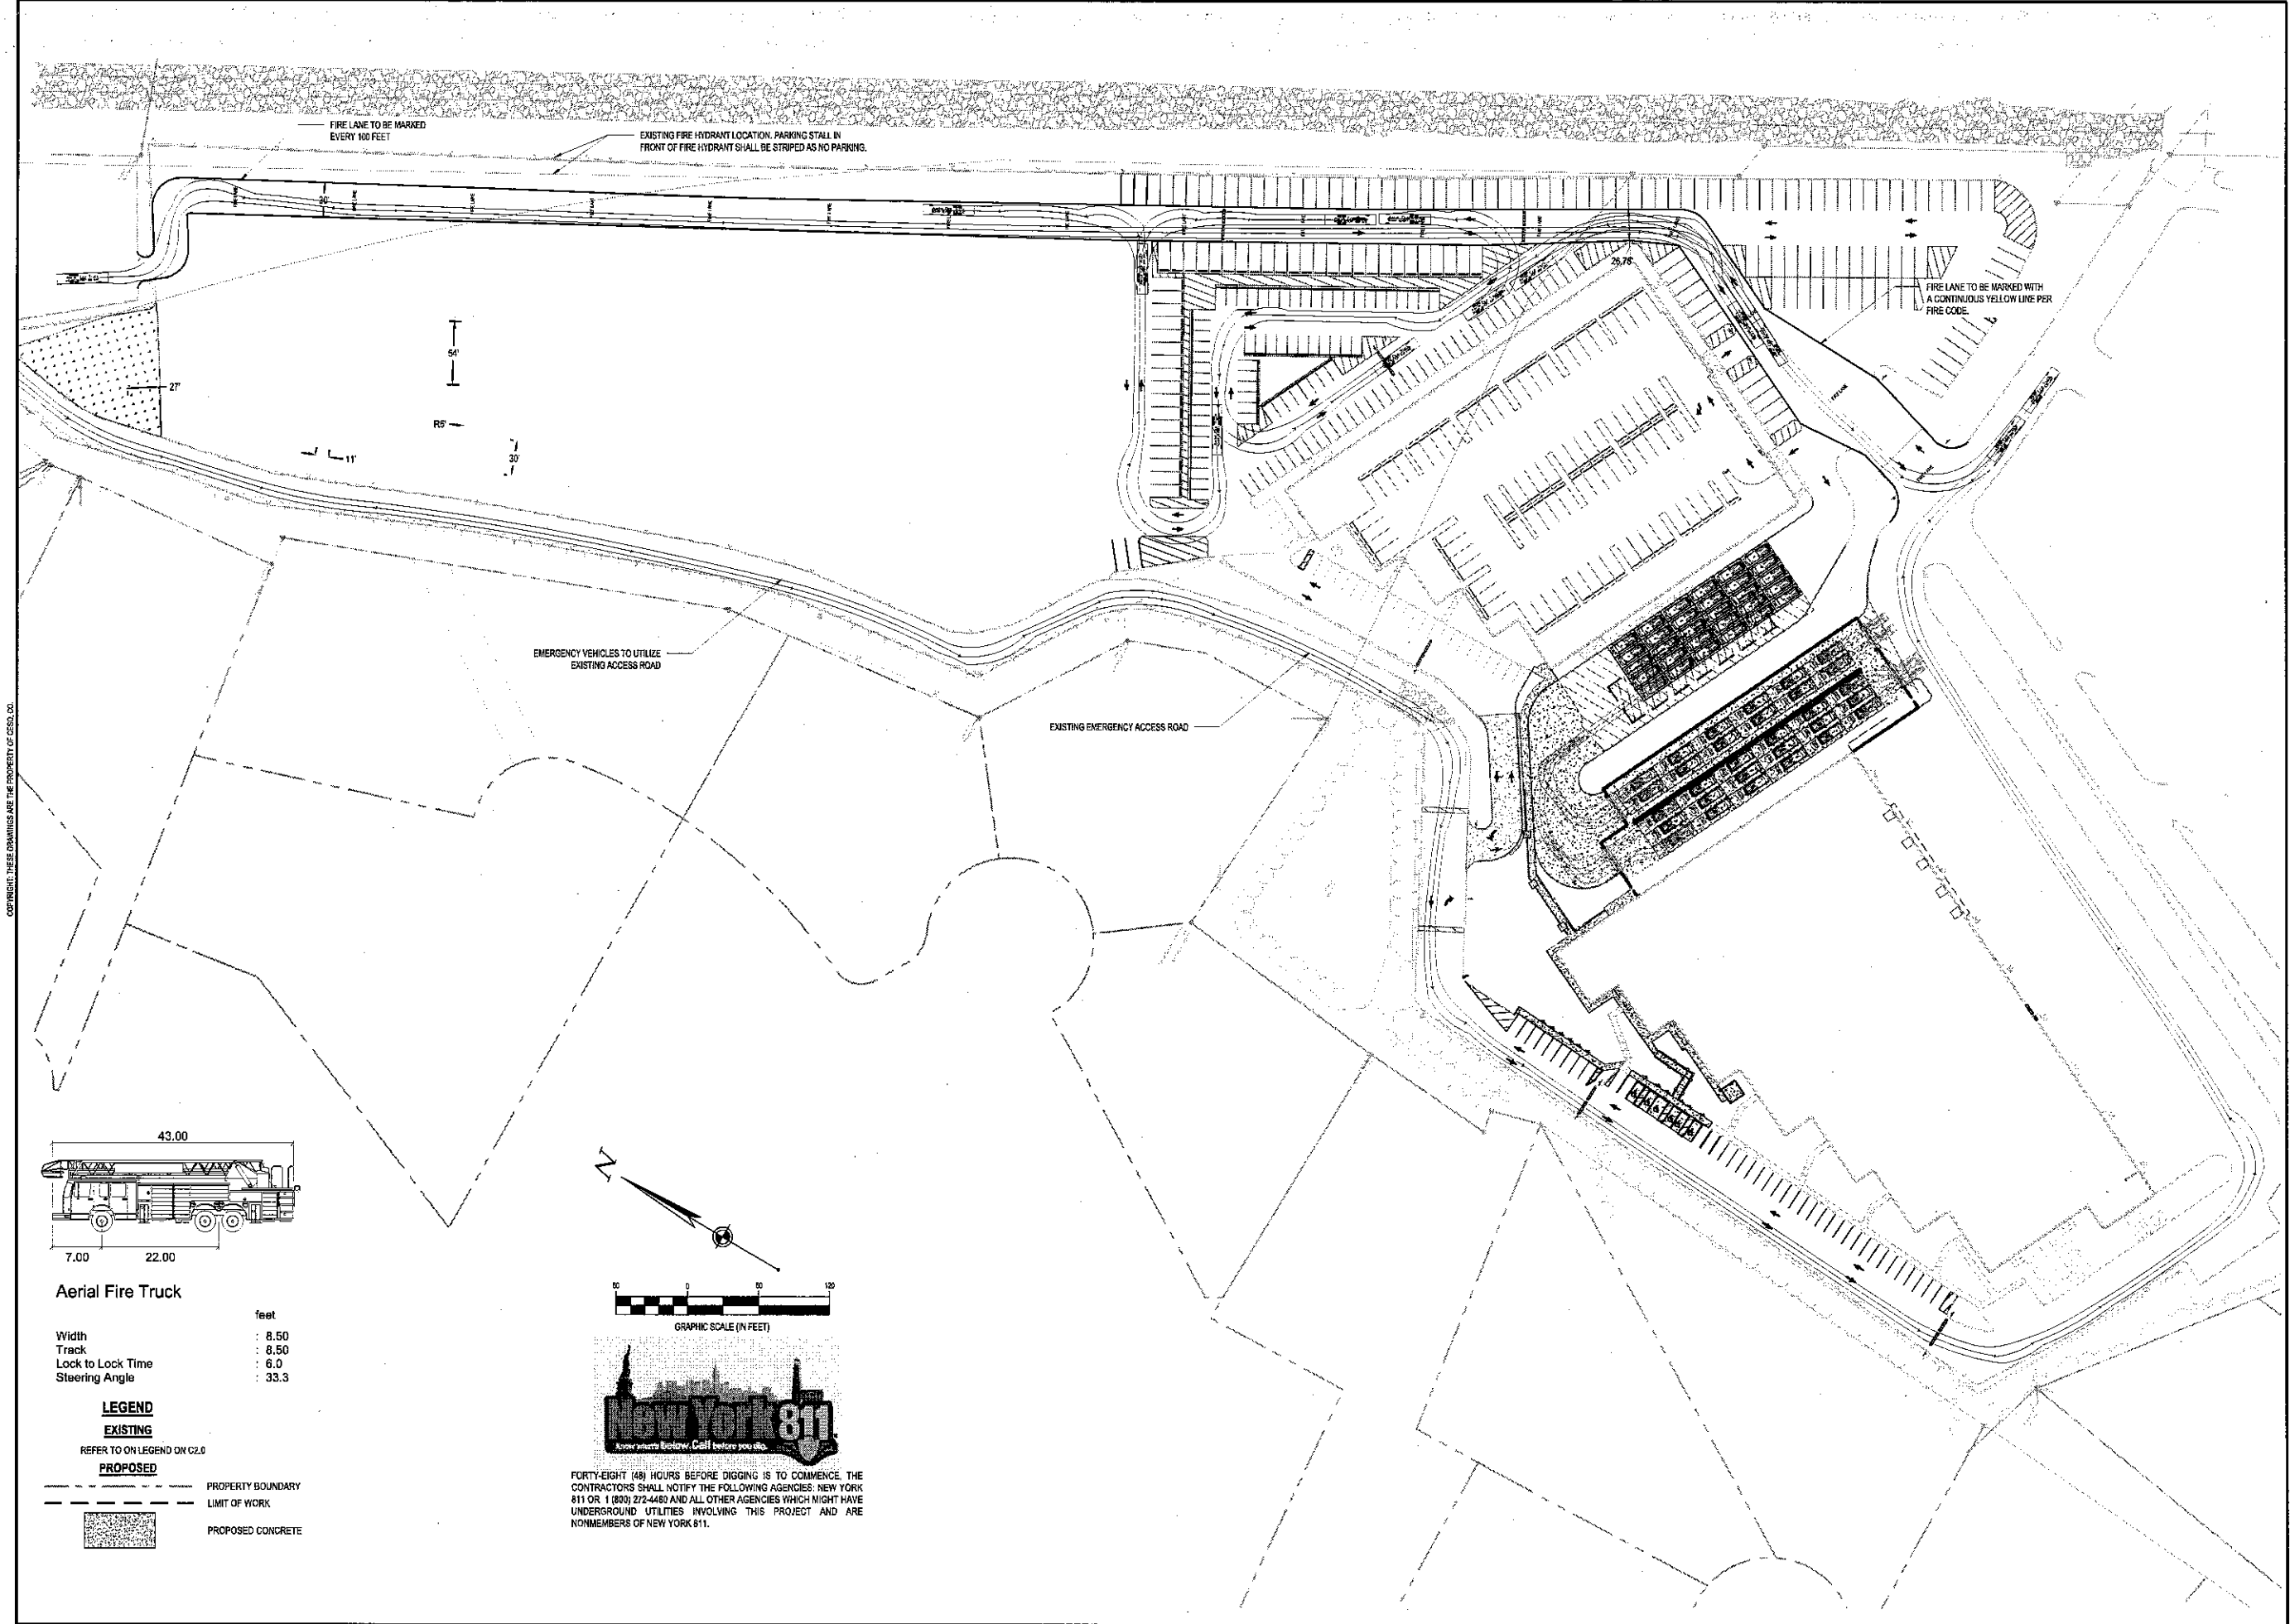 FIRE LANE TO BE MARKED
EVERY 100 FEET
EXISTING FIRE HYDRANT LOCATION. PARKING STALL IN
FRONT OF FIRE HYDRANT SHALL BE STRIPED AS NO PARKING.
20'
26.78'
FIRE LANE TO BE MARKED WITH
A CONTINUOUS YELLOW LINE PER
FIRE CODE.
FIRE LANE
FIRE LANE
54'
27'
R5'
11'
30'
EMERGENCY VEHICLES TO UTILIZE
EXISTING ACCESS ROAD
EXISTING EMERGENCY ACCESS ROAD
COPYRIGHT: THESE DRAWINGS ARE THE PROPERTY OF CESO, CO.
43.00
7.00 22.00
Aerial Fire Truck
feet
Width : 8.50
Track : 8.50
Lock to Lock Time : 6.0
Steering Angle : 33.3
LEGEND
EXISTING
REFER TO ON LEGEND ON C2.0
PROPOSED
PROPERTY BOUNDARY
LIMIT OF WORK
PROPOSED CONCRETE
N
60 0 60 120
GRAPHIC SCALE (IN FEET)
New York 811
Know what's below. Call before you dig.
FORTY-EIGHT (48) HOURS BEFORE DIGGING IS TO COMMENCE, THE
CONTRACTORS SHALL NOTIFY THE FOLLOWING AGENCIES: NEW YORK
811 OR 1 (800) 272-4480 AND ALL OTHER AGENCIES WHICH MIGHT HAVE
UNDERGROUND UTILITIES INVOLVING THIS PROJECT AND ARE
NONMEMBERS OF NEW YORK 811.